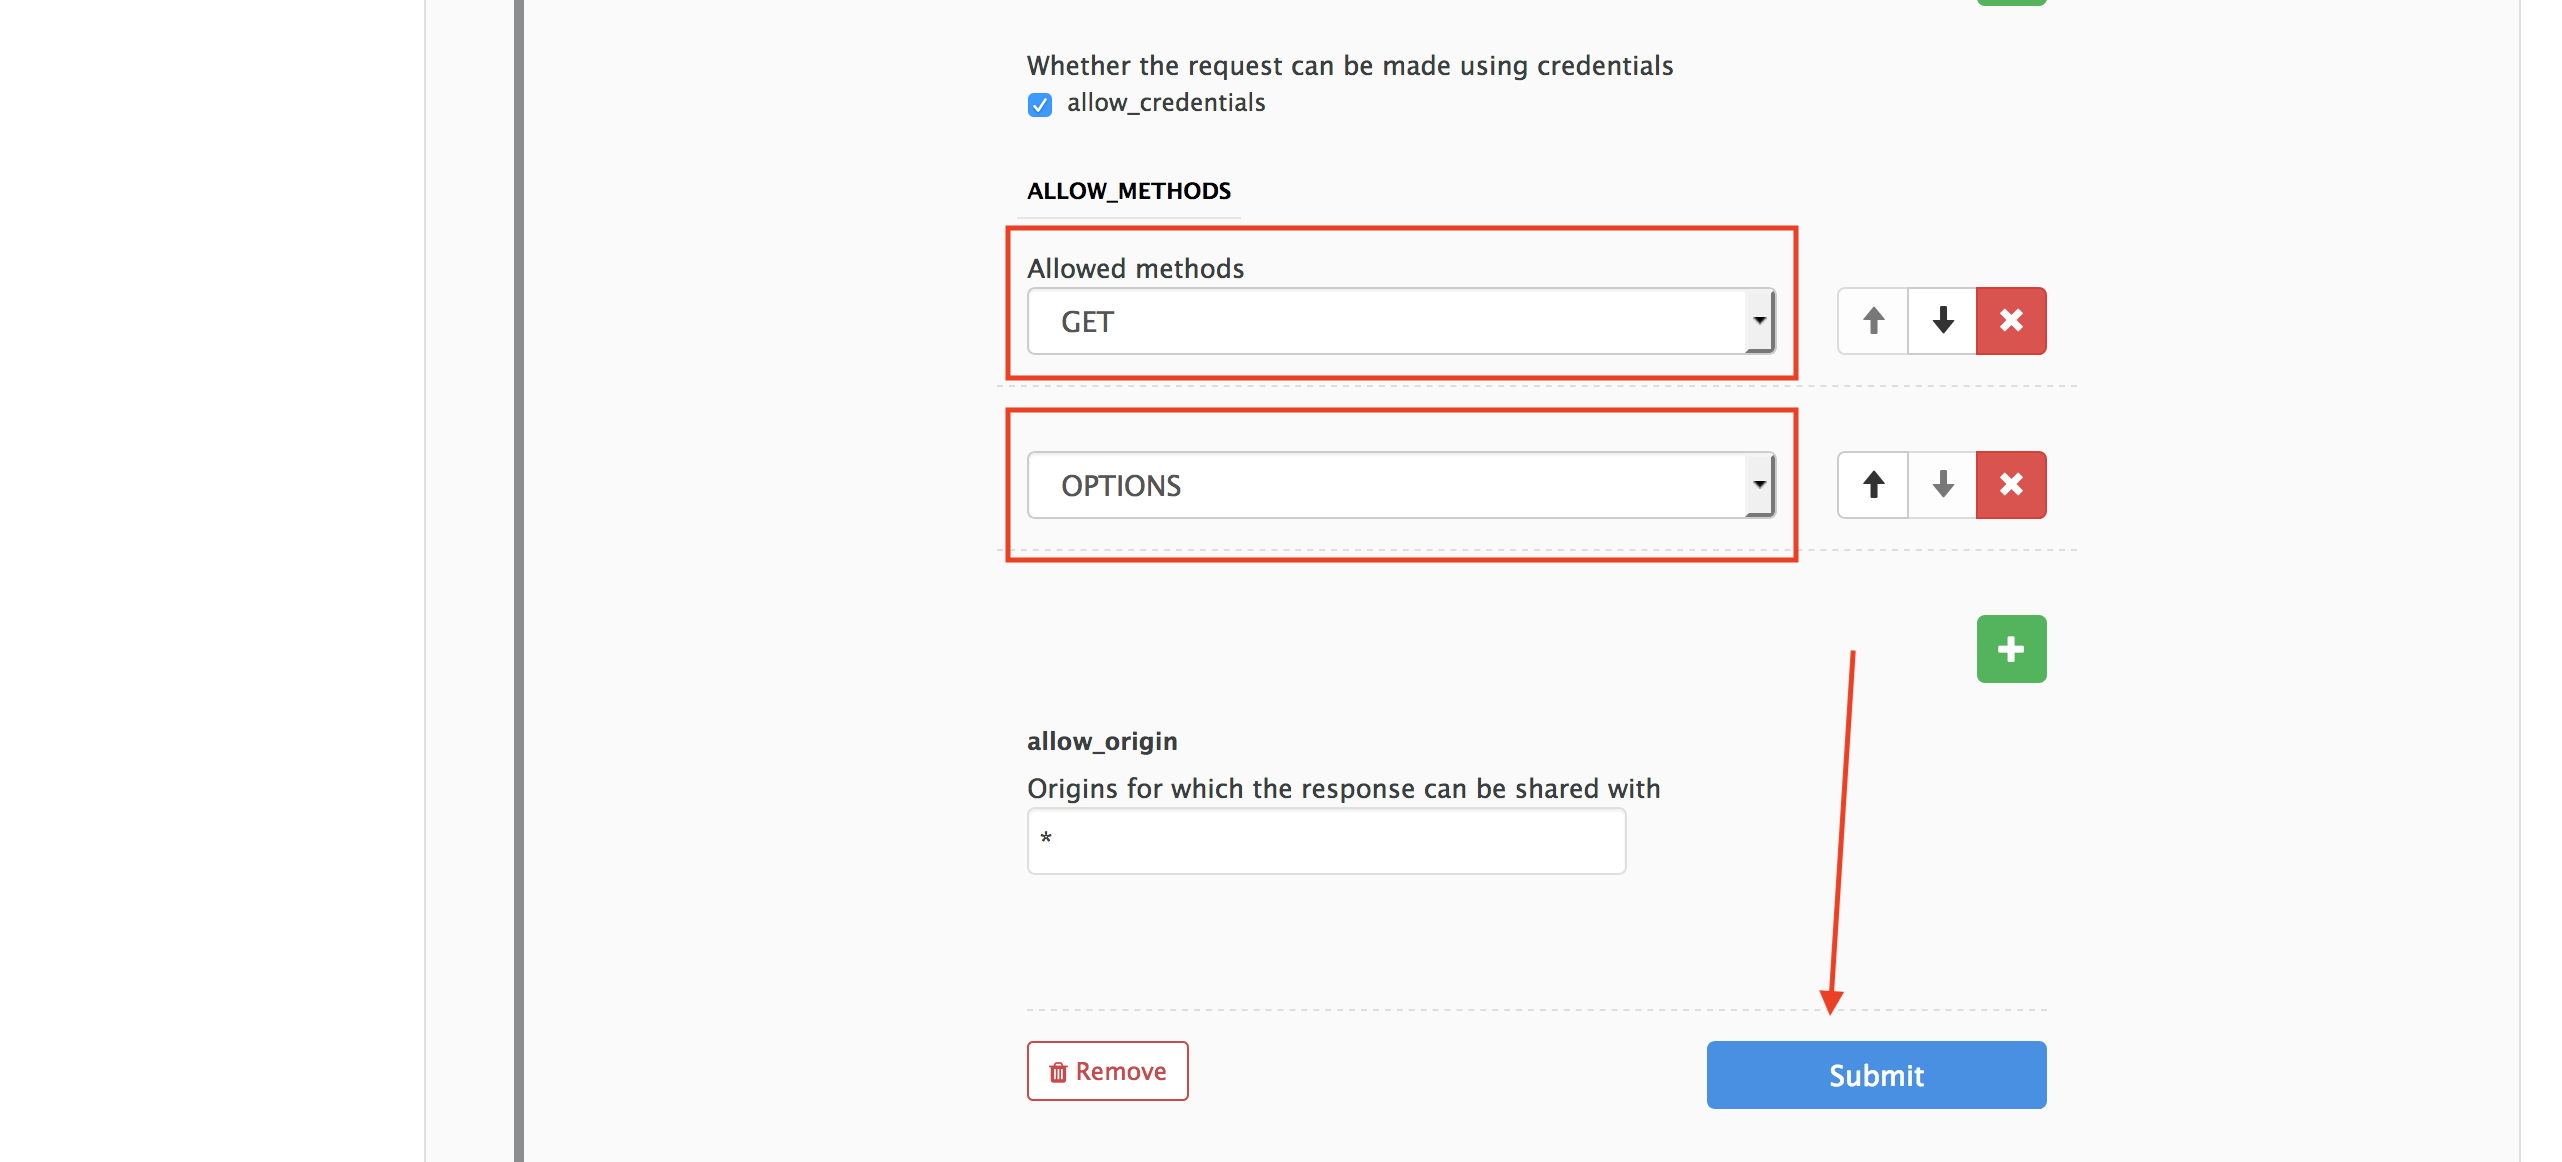 Whether the request can be made using credentials
allow_credentials
ALLOW_METHODS
Allowed methods
GET
OPTIONS
allow_origin
Origins for which the response can be shared with
*
Remove
Submit